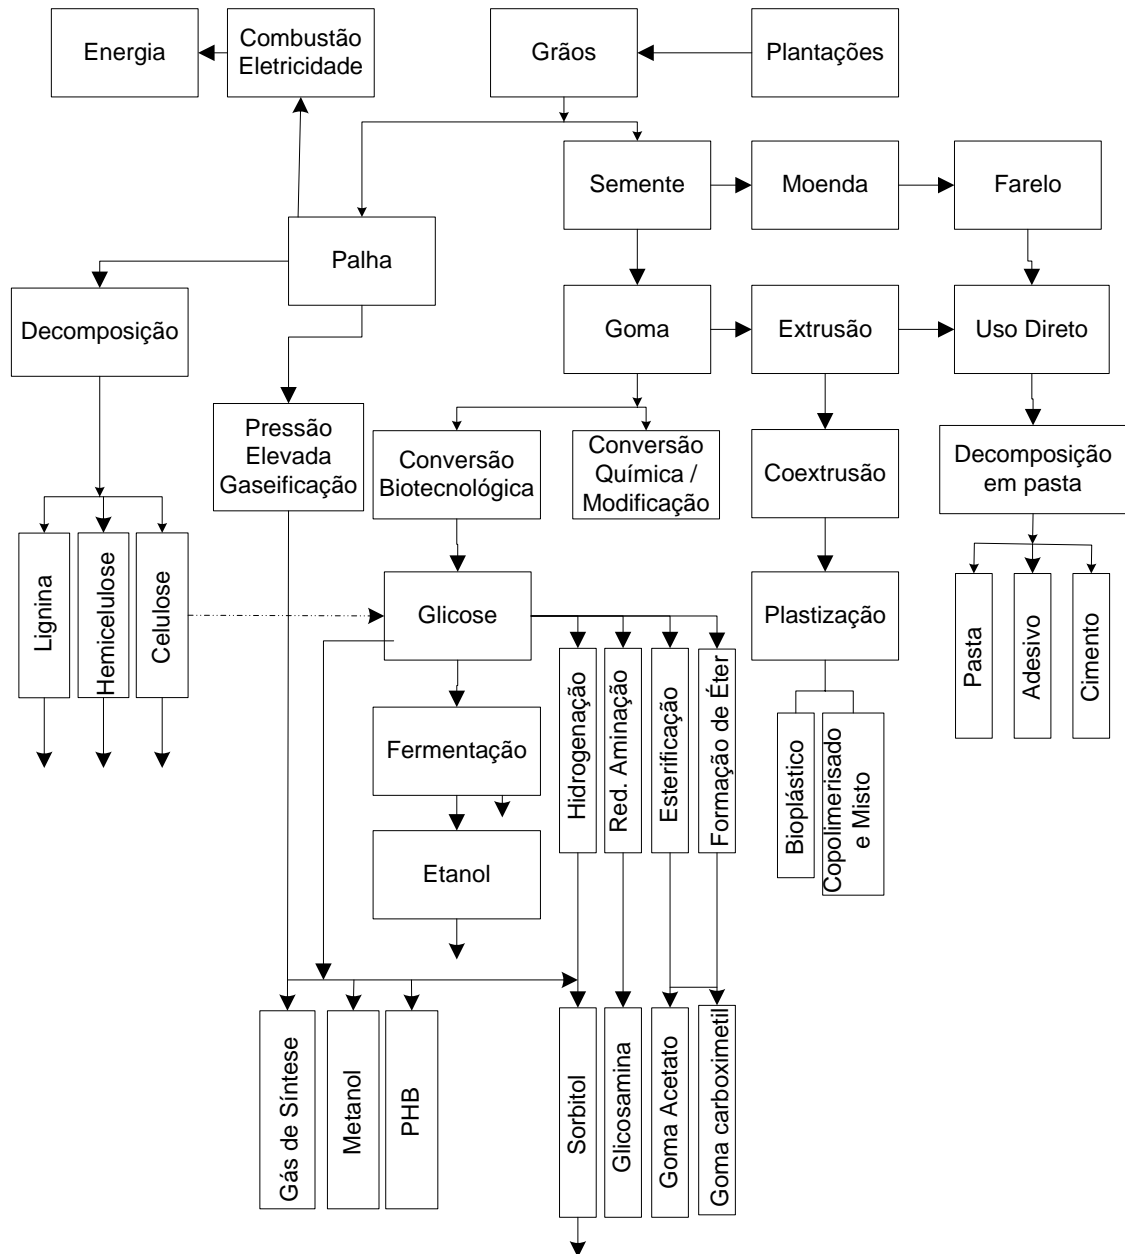 Energia
Combustão
Eletricidade
Grãos
Plantações
Semente
Moenda
Farelo
Palha
Decomposição
Goma
Extrusão
Uso Direto
Pressão
Elevada
Gaseificação
Conversão
Biotecnológica
Conversão
Química /
Modificação
Coextrusão
Decomposição
em pasta
Lignina
Hemicelulose
Celulose
Glicose
Plastização
Pasta
Adesivo
Cimento
Fermentação
Hidrogenação
Red. Aminação
Esterificação
Formação de Éter
Bioplástico
Copolimerisado
e Misto
Etanol
Gás de Síntese
Metanol
PHB
Sorbitol
Glicosamina
Goma Acetato
Goma carboximetil